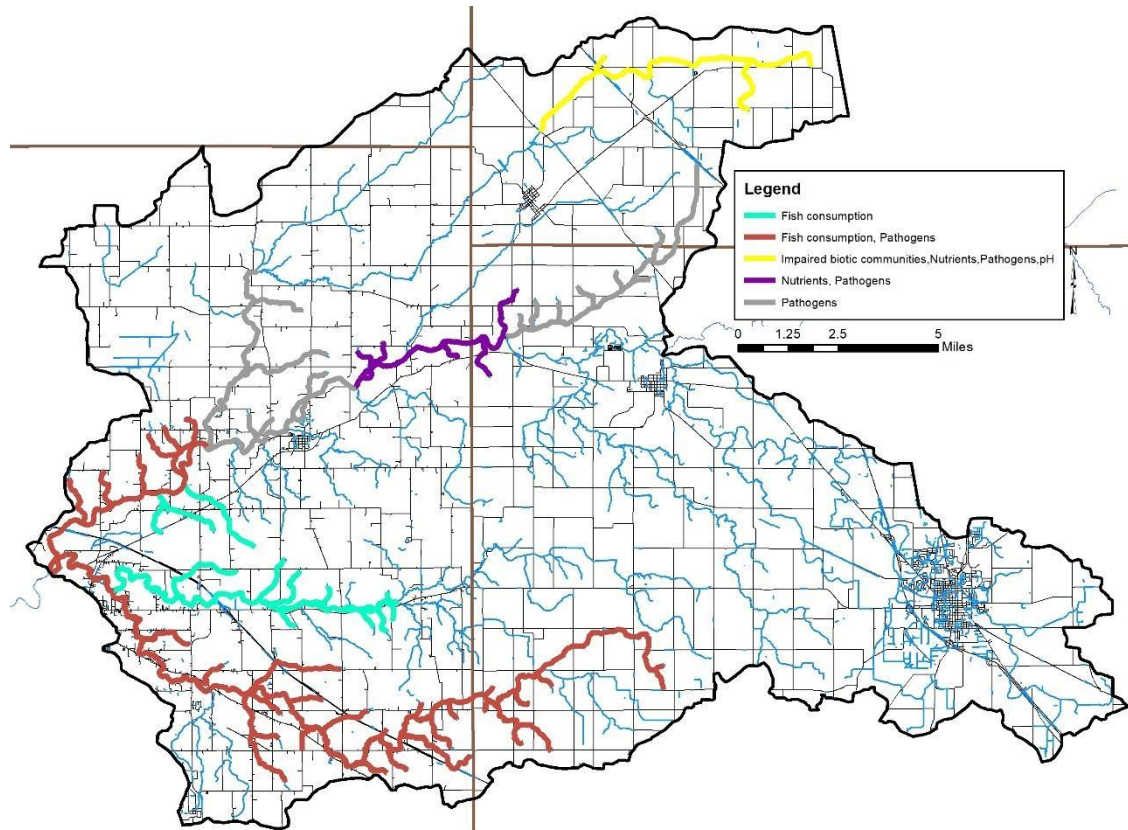 Legend
Fish consumption
Fish consumption, Pathogens
Impaired biotic communities,Nutrients,Pathogens,pH
Nutrients, Pathogens
Pathogens
N
0 1.25 2.5 5
Miles